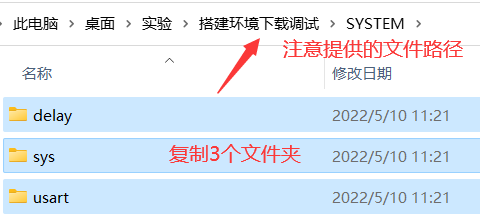 此电脑 > 桌面 > 实验 > 搭建环境下载调试 > SYSTEM >
注意提供的文件路径
名称 修改日期
delay 2022/5/10 11:21
sys 复制3个文件夹 2022/5/10 11:21
usart 2022/5/10 11:21